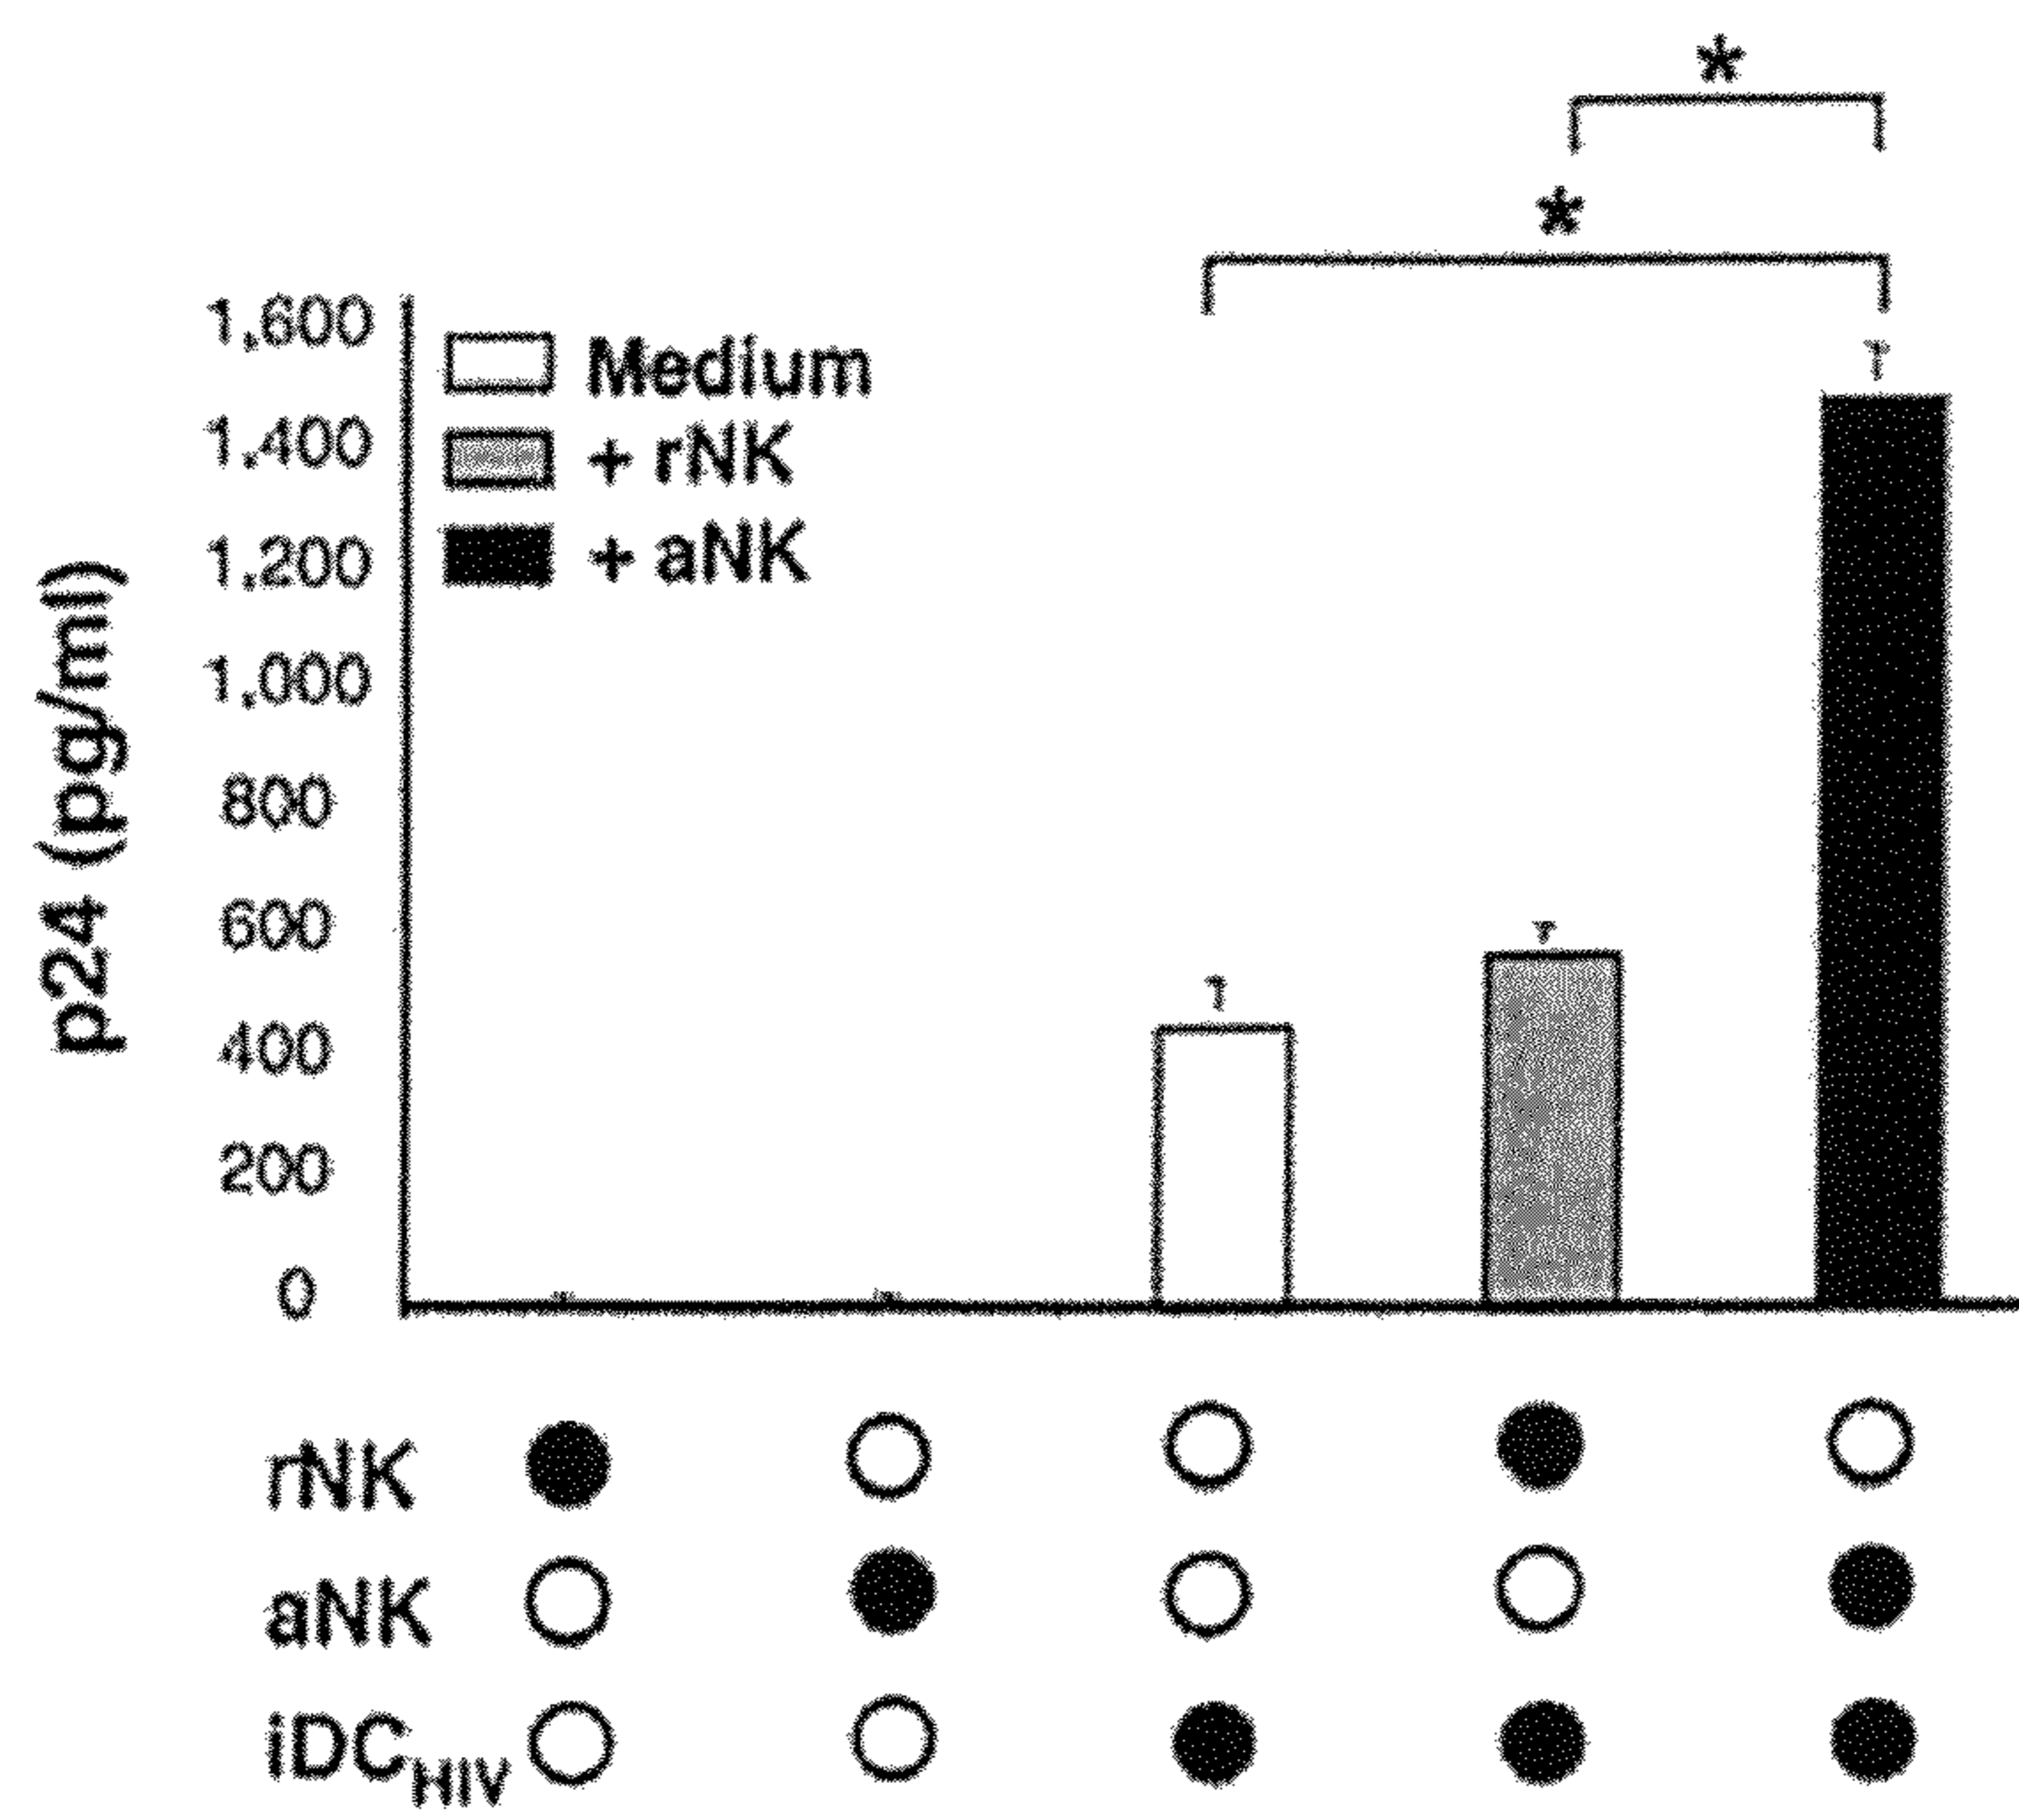 *
*
1,600
1,400
1,200
1,000
800
600
400
200
0
p24 (pg/ml)
Medium
+ rNK
+ aNK
rNK
aNK
iDCHIV